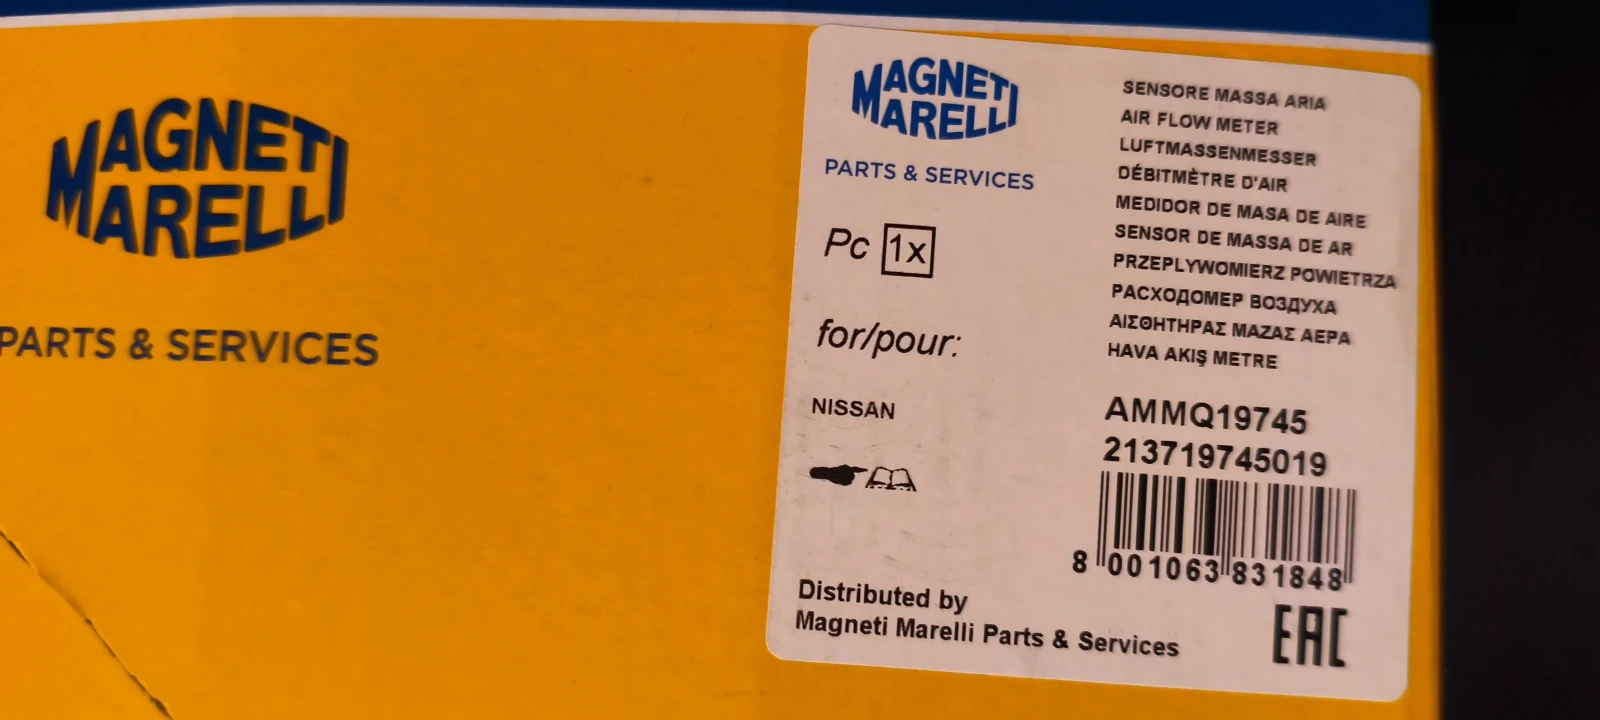 MAGNETI
MARELLI
PARTS & SERVICES
MAGNETI
MARELLI
PARTS & SERVICES
Pc 1x
for/pour:
NISSAN
SENSORE MASSA ARIA
AIR FLOW METER
LUFTMASSENMESSER
DÉBITMÈTRE D'AIR
MEDIDOR DE MASA DE AIRE
SENSOR DE MASSA DE AR
PRZEPLYWOMIERZ POWIETRZA
РАСХОДОМЕР ВОЗДУХА
ΑΙΣΘΗΤΗΡΑΣ ΜΑΖΑΣ ΑΕΡΑ
HAVA AKIŞ METRE
AMMQ19745
213719745019
8 001063 831848
Distributed by
Magneti Marelli Parts & Services
EAC